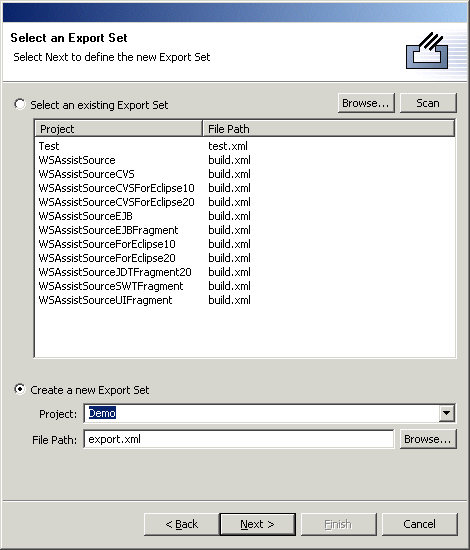 Select an Export Set
Select Next to define the new Export Set
Select an existing Export Set Browse... Scan
Project File Path
Test test.xml
WSAssistSource build.xml
WSAssistSourceCVS build.xml
WSAssistSourceCVSForEclipse10 build.xml
WSAssistSourceCVSForEclipse20 build.xml
WSAssistSourceEJB build.xml
WSAssistSourceEJBFragment build.xml
WSAssistSourceForEclipse10 build.xml
WSAssistSourceForEclipse20 build.xml
WSAssistSourceJDTFragment20 build.xml
WSAssistSourceSWTFragment build.xml
WSAssistSourceUIFragment build.xml
Create a new Export Set
Project: Demo
File Path: export.xml Browse...
< Back Next > Finish Cancel